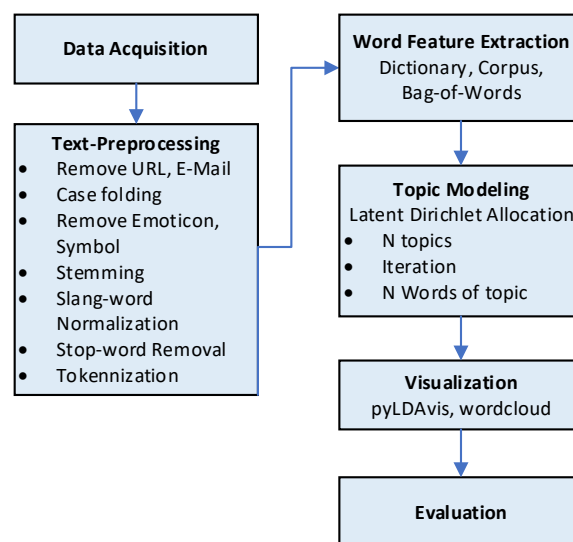 Data Acquisition
Text-Preprocessing
• Remove URL, E-Mail
• Case folding
• Remove Emoticon,
Symbol
• Stemming
• Slang-word
Normalization
• Stop-word Removal
• Tokennization
Word Feature Extraction
Dictionary, Corpus,
Bag-of-Words
Topic Modeling
Latent Dirichlet Allocation
• N topics
• Iteration
• N Words of topic
Visualization
pyLDAvis, wordcloud
Evaluation